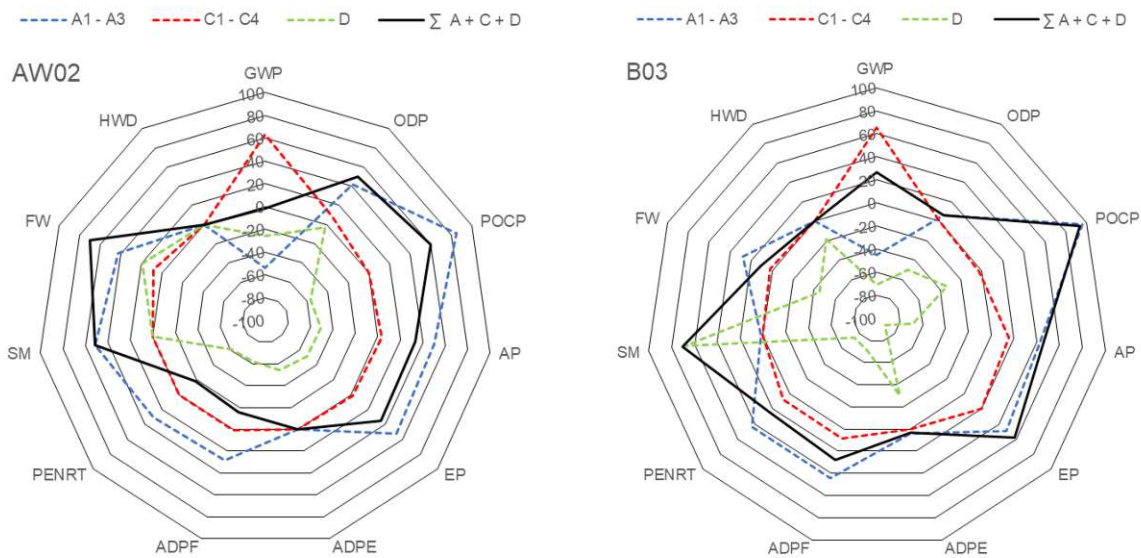 A1 - A3 C1 - C4 D ∑ A + C + D
AW02
GWP
ODP
POCP
AP
EP
ADPE
ADPF
PENRT
SM
FW
HWD
100
80
60
40
20
0
-20
-40
-60
-80
-100
A1 - A3 C1 - C4 D ∑ A + C + D
B03
GWP
ODP
POCP
AP
EP
ADPE
ADPF
PENRT
SM
FW
HWD
100
80
60
40
20
0
-20
-40
-60
-80
-100